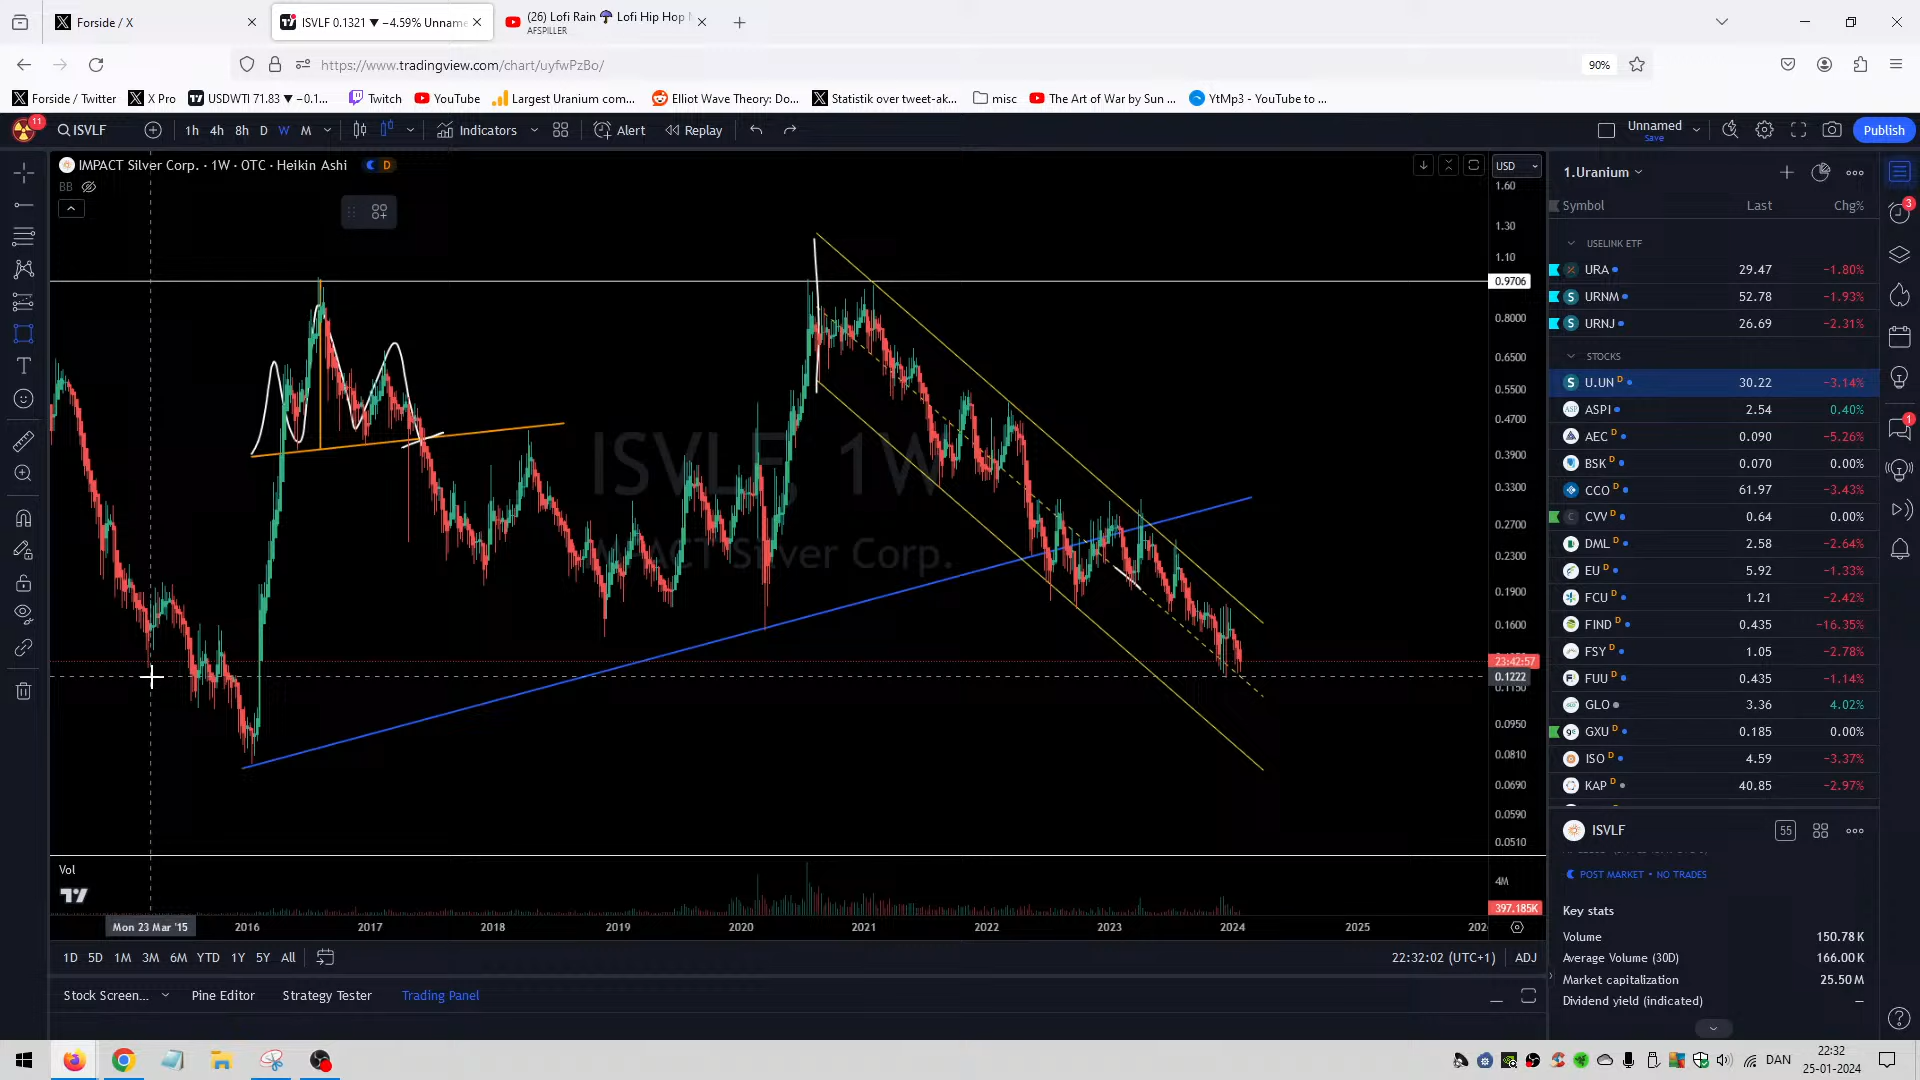 Forside / X
ISVLF 0.1321 ▼ −4.59% Unname
(26) Lofi Rain ☂ Lofi Hip Hop
AFSPILLER
https://www.tradingview.com/chart/uyfwPzBo/
90%
Forside / Twitter
X Pro
USDWTI 71.83 ▼ −0.1...
Twitch
YouTube
Largest Uranium com...
Elliot Wave Theory: Do...
Statistik over tweet-ak...
misc
The Art of War by Sun ...
YtMp3 - YouTube to ...
11
ISVLF
1h 4h 8h D W M
Indicators
Alert
Replay
Unnamed
Save
Publish
IMPACT Silver Corp. · 1W · OTC · Heikin Ashi
D
BB
USD
ISVLF, 1W
IMPACT Silver Corp.
1.60
1.30
1.10
0.9706
0.8000
0.6500
0.5500
0.4700
0.3900
0.3300
0.2700
0.2300
0.1900
0.1600
23:42:57
0.1222
0.1150
0.0950
0.0810
0.0690
0.0590
0.0510
Vol
4M
397.185K
Mon 23 Mar '15
2016 2017 2018 2019 2020 2021 2022 2023 2024 2025
1D 5D 1M 3M 6M YTD 1Y 5Y All
22:32:02 (UTC+1)
ADJ
Stock Screen...
Pine Editor
Strategy Tester
Trading Panel
1.Uranium
Symbol Last Chg%
USELINK ETF
URA 29.47 −1.80%
URNM 52.78 −1.93%
URNJ 26.69 −2.31%
STOCKS
U.UN D 30.22 −3.14%
ASPI 2.54 0.40%
AEC D 0.090 −5.26%
BSK D 0.070 0.00%
CCO D 61.97 −3.43%
CVV D 0.64 0.00%
DML D 2.58 −2.64%
EU D 5.92 −1.33%
FCU D 1.21 −2.42%
FIND D 0.435 −16.35%
FSY D 1.05 −2.78%
FUU D 0.435 −1.14%
GLO 3.36 4.02%
GXU D 0.185 0.00%
ISO D 4.59 −3.37%
KAP D 40.85 −2.97%
ISVLF
55
POST MARKET • NO TRADES
Key stats
Volume 150.78K
Average Volume (30D) 166.00K
Market capitalization 25.50M
Dividend yield (indicated) —
3
1
DAN
22:32
25-01-2024